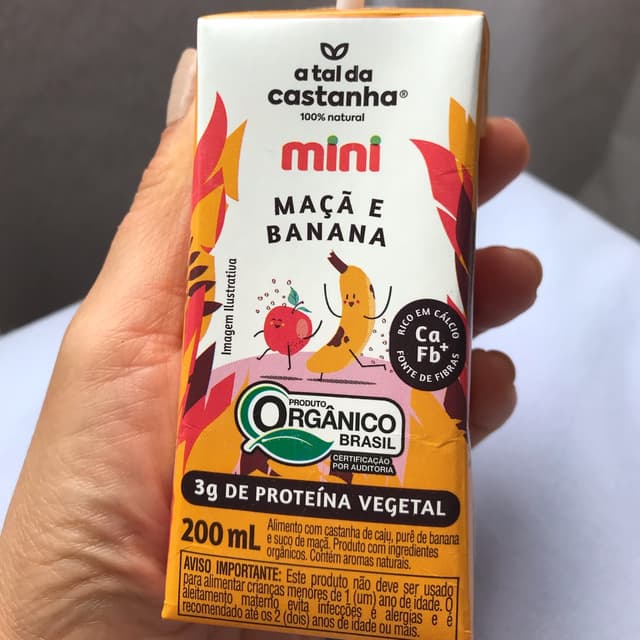 a tal da
castanha®
100% natural
mini
MAÇÃ E
BANANA
Imagem Ilustrativa
RICO EM CÁLCIO
Ca+
Fb
FONTE DE FIBRAS
PRODUTO
ORGÂNICO
BRASIL
CERTIFICAÇÃO
POR AUDITORIA
3g DE PROTEÍNA VEGETAL
200 mL
Alimento com castanha de caju, purê de banana
e suco de maçã. Produto com ingredientes
orgânicos. Contém aromas naturais.
AVISO IMPORTANTE: Este produto não deve ser usado
para alimentar crianças menores de 1 (um) ano de idade. O
aleitamento materno evita infecções e alergias e é
recomendado até os 2 (dois) anos de idade ou mais.